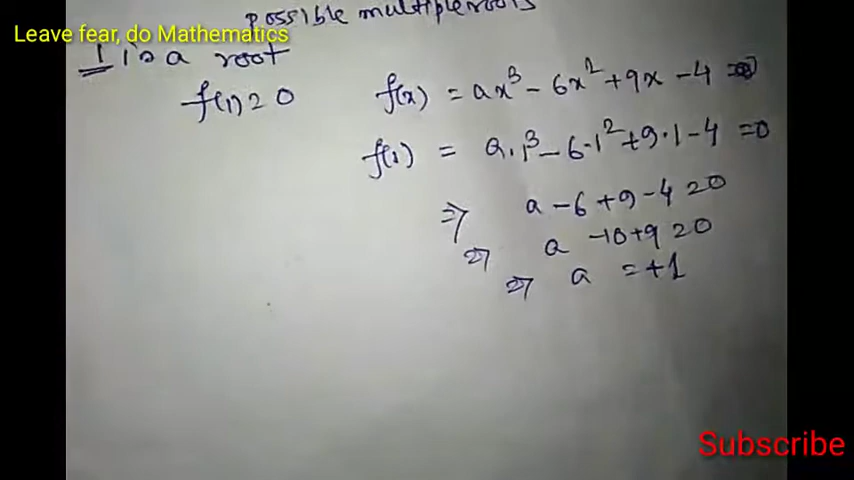 possible multiple roots
Leave fear, do Mathematics
1 is a root
f(1) = 0
f(x) = ax³ - 6x² + 9x - 4
f(1) = a.1³ - 6.1² + 9.1 - 4 = 0
⇒ a - 6 + 9 - 4 = 0
⇒ a - 10 + 9 = 0
⇒ a = +1
Subscribe